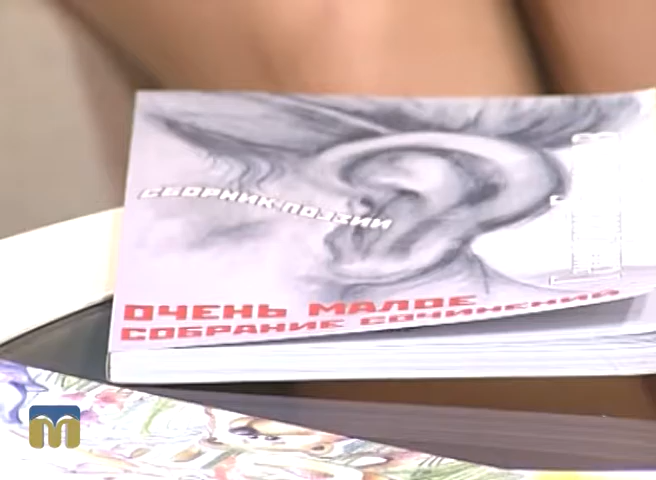 СБОРНИК ПОЭЗИИ
ОЧЕНЬ МАЛОЕ
СОБРАНИЕ СОЧИНЕНИЙ
М